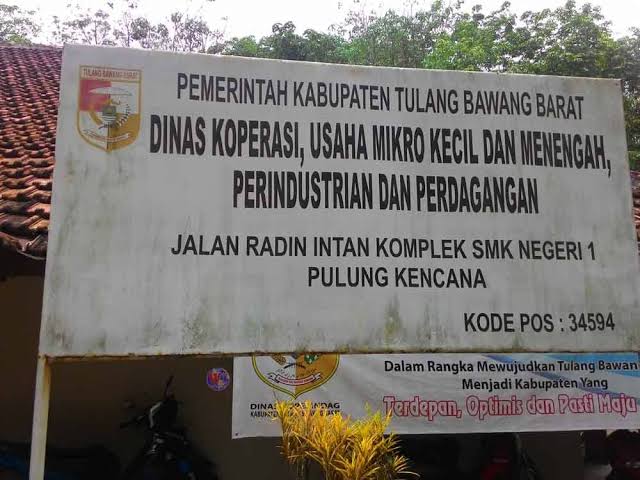 TULANG BAWANG BARAT
PEMERINTAH KABUPATEN TULANG BAWANG BARAT
DINAS KOPERASI, USAHA MIKRO KECIL DAN MENENGAH,
PERINDUSTRIAN DAN PERDAGANGAN
JALAN RADIN INTAN KOMPLEK SMK NEGERI 1
PULUNG KENCANA
KODE POS : 34594
Dalam Rangka Mewujudkan Tulang Bawan
Menjadi Kabupaten Yang
Terdepan, Optimis dan Pasti Maju
DINAS
KABUPATEN